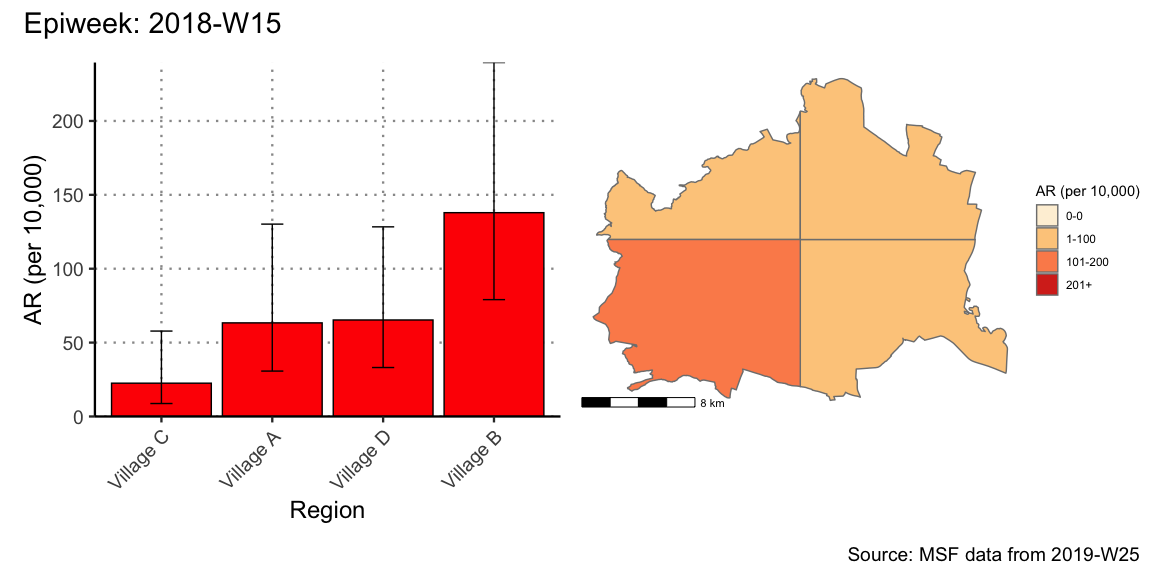 Epiweek: 2018-W15
AR (per 10,000)
200
150
100
50
0
Village C
Village A
Village D
Village B
Region
8 km
AR (per 10,000)
0-0
1-100
101-200
201+
Source: MSF data from 2019-W25